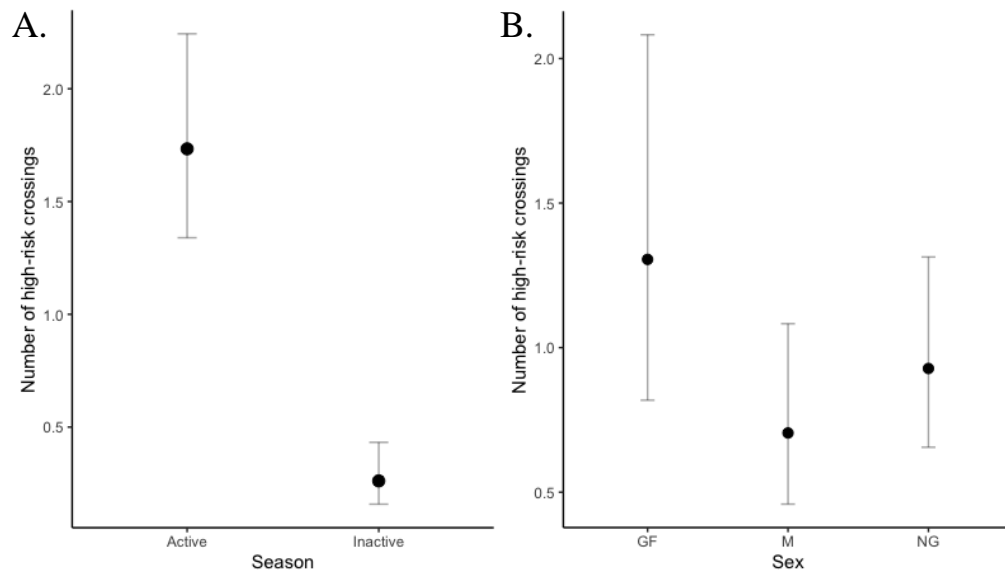 A.
Number of high-risk crossings
2.0
1.5
1.0
0.5
Active Inactive
Season
B.
Number of high-risk crossings
2.0
1.5
1.0
0.5
GF M NG
Sex